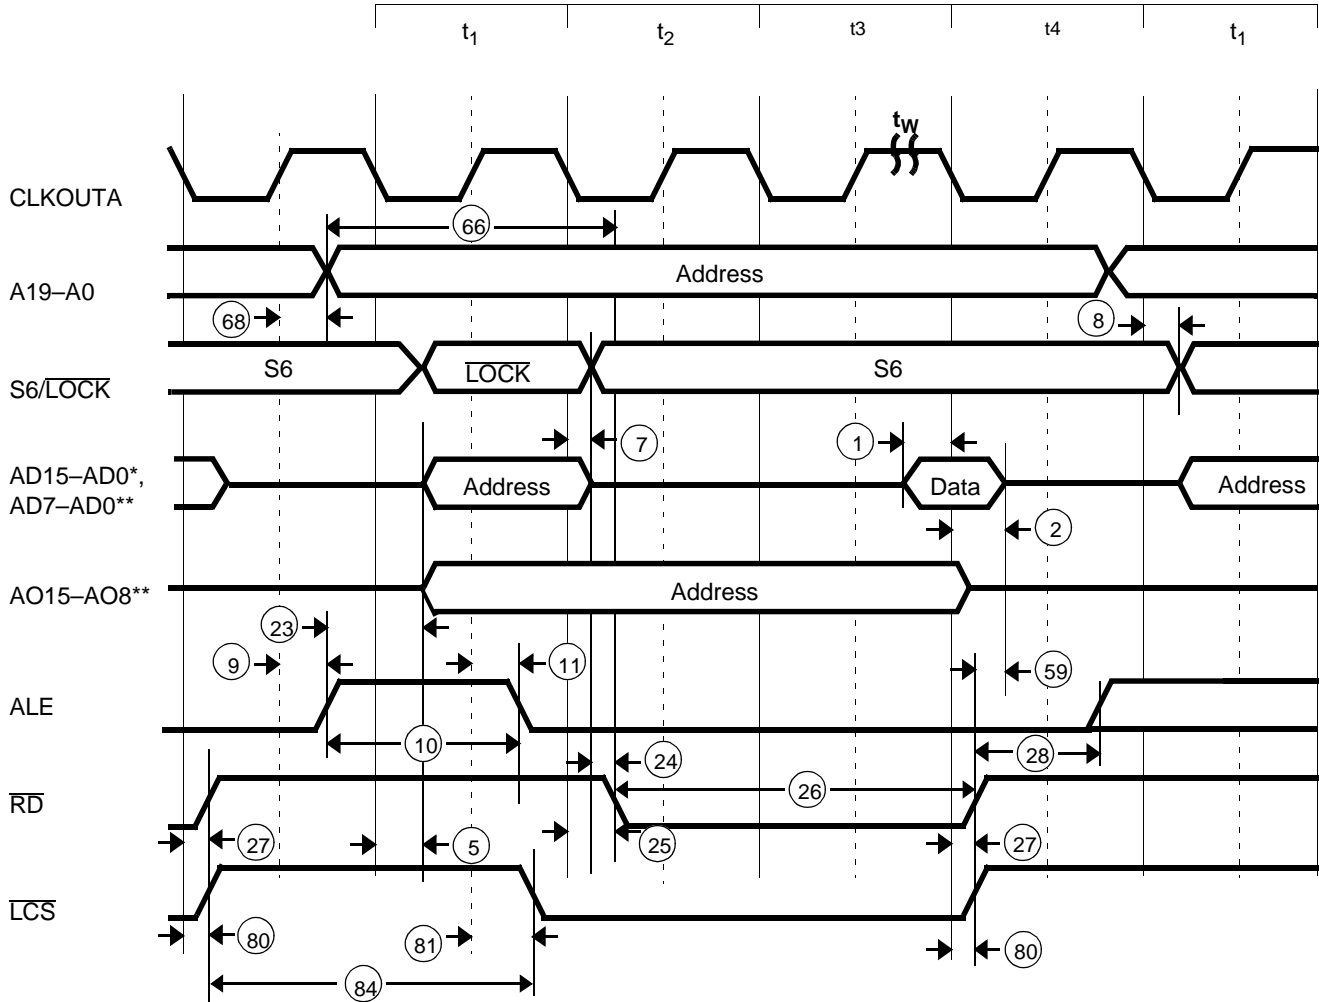 t1 t2 t3 t4 t1
tW
CLKOUTA
66
A19–A0 Address
68 8
S6/LOCK S6 LOCK S6
7 1
AD15–AD0*, Address Data Address
AD7–AD0**
2
AO15–AO8** Address
23
9 11 59
ALE
10 24 28
RD 26
27 5 25 27
LCS
80 81 80
84